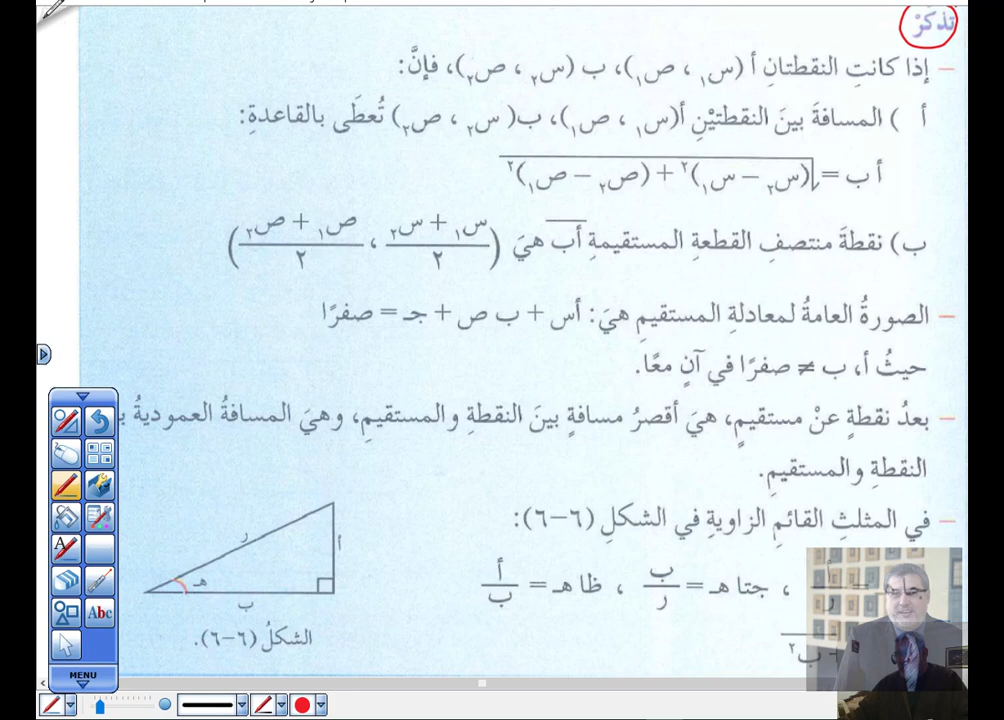 تذكرْ
– إذا كانتِ النقطتانِ أ (س١ ، ص١)، ب (س٢ ، ص٢)، فإنَّ:
أ ) المسافةَ بينَ النقطتيْنِ أ(س١ ، ص١)، ب( س٢ ، ص٢) تُعطَى بالقاعدةِ:
أ ب = √(س٢ – س١)٢ + (ص٢ – ص١)٢
ب) نقطةَ منتصفِ القطعةِ المستقيمةِ أب هيَ ( س١ + س٢ / ٢ ، ص١ + ص٢ / ٢ )
– الصورةُ العامةُ لمعادلةِ المستقيمِ هيَ: أس + ب ص + جـ = صفرًا
حيثُ أ، ب ≠ صفرًا في آنٍ معًا.
– بعدُ نقطةٍ عنْ مستقيمٍ، هيَ أقصرُ مسافةٍ بينَ النقطةِ والمستقيمِ، وهيَ المسافةُ العموديةُ
النقطةِ والمستقيمِ.
– في المثلثِ القائمِ الزاويةِ في الشكلِ (٦-٦):
، جتا هـ = ب / ر ، ظا هـ = أ / ب
+ ب٢
ر
أ
هـ
ب
الشكلُ (٦-٦).
A
Abc
MENU